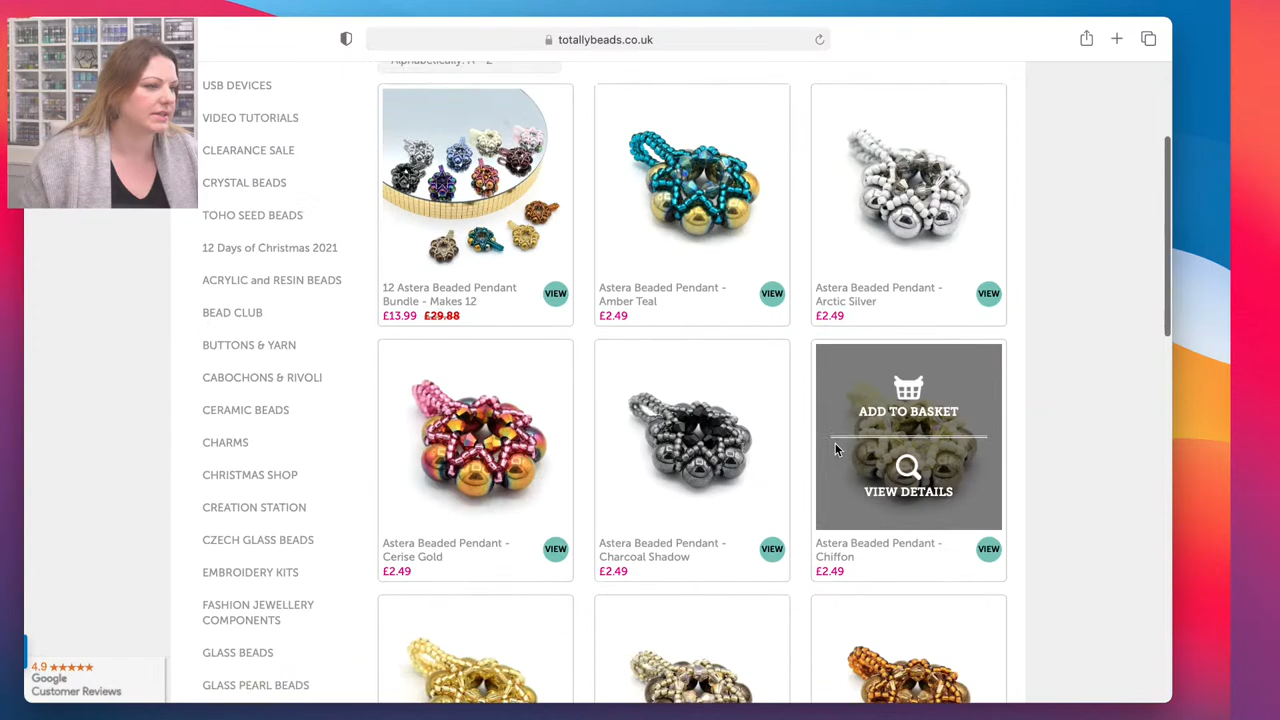 totallybeads.co.uk
Alphabetically: A - Z
USB DEVICES
VIDEO TUTORIALS
CLEARANCE SALE
CRYSTAL BEADS
TOHO SEED BEADS
12 Days of Christmas 2021
ACRYLIC and RESIN BEADS
BEAD CLUB
BUTTONS & YARN
CABOCHONS & RIVOLI
CERAMIC BEADS
CHARMS
CHRISTMAS SHOP
CREATION STATION
CZECH GLASS BEADS
EMBROIDERY KITS
FASHION JEWELLERY
COMPONENTS
GLASS BEADS
GLASS PEARL BEADS
12 Astera Beaded Pendant
Bundle - Makes 12
£13.99 £29.88
VIEW
Astera Beaded Pendant -
Amber Teal
£2.49
VIEW
Astera Beaded Pendant -
Arctic Silver
£2.49
VIEW
Astera Beaded Pendant -
Cerise Gold
£2.49
VIEW
Astera Beaded Pendant -
Charcoal Shadow
£2.49
VIEW
ADD TO BASKET
VIEW DETAILS
Astera Beaded Pendant -
Chiffon
£2.49
VIEW
4.9 ★★★★★
Google
Customer Reviews